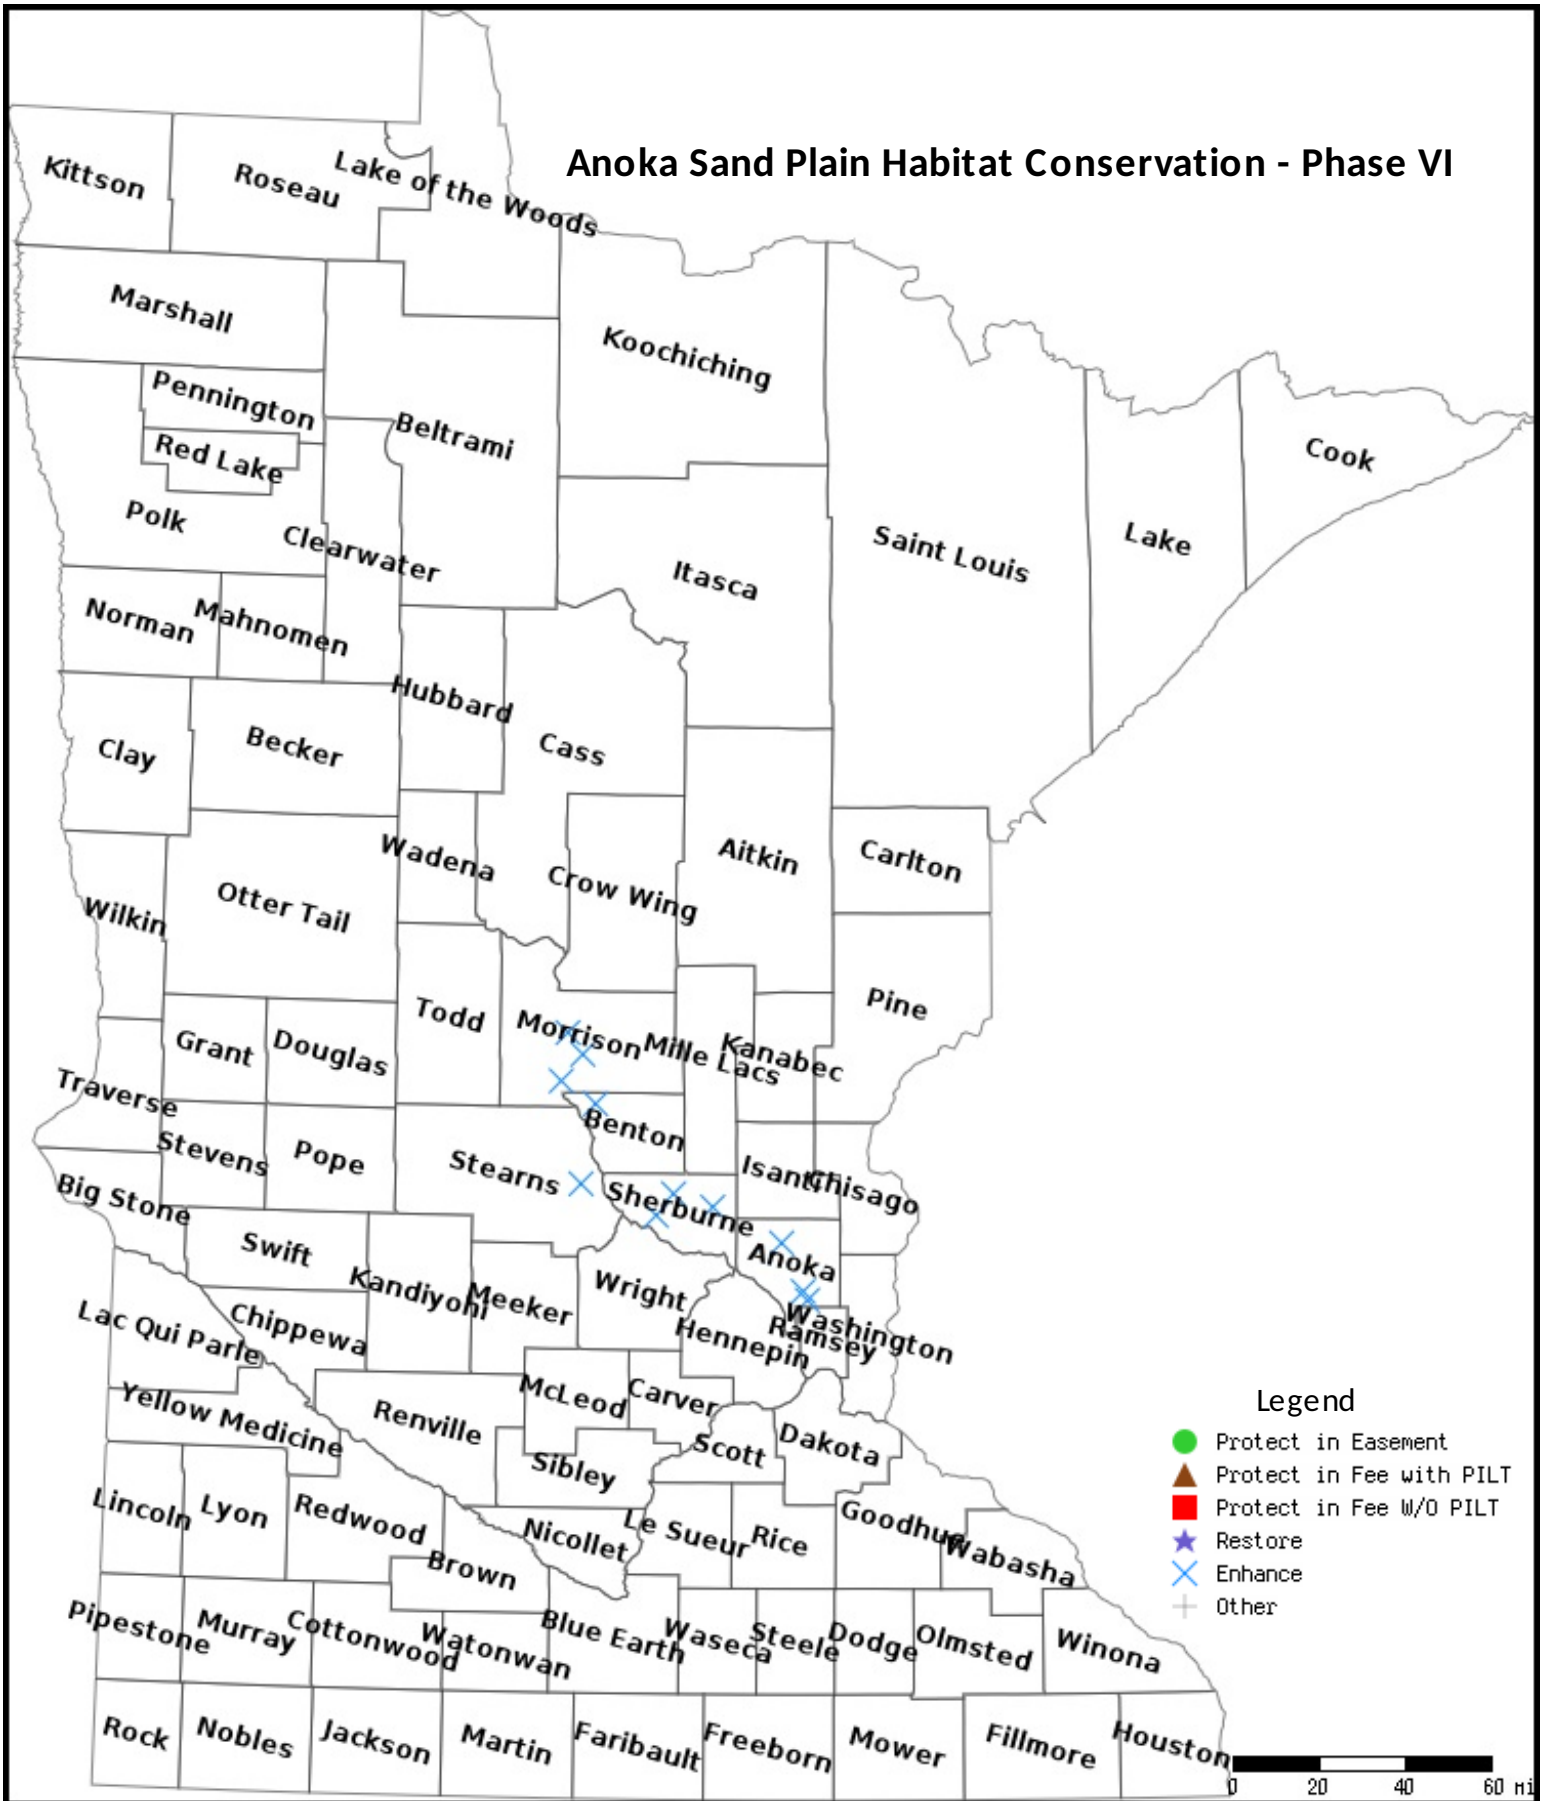 Anoka Sand Plain Habitat Conservation - Phase VI
Kittson
Roseau
Lake of the Woods
Marshall
Koochiching
Pennington
Beltrami
Red Lake
Cook
Polk
Clearwater
Saint Louis
Lake
Itasca
Norman
Mahnomen
Hubbard
Cass
Clay
Becker
Wadena
Aitkin
Carlton
Crow Wing
Otter Tail
Wilkin
Pine
Todd
Morrison
Mille Lacs
Kanabec
Grant
Douglas
Traverse
Benton
Stevens
Pope
Stearns
Isanti
Chisago
Big Stone
Sherburne
Swift
Anoka
Kandiyohi
Meeker
Wright
Lac Qui Parle
Chippewa
Washington
Ramsey
Hennepin
Yellow Medicine
Renville
McLeod
Carver
Scott
Dakota
Sibley
Lincoln
Lyon
Redwood
Nicollet
Le Sueur
Rice
Goodhue
Wabasha
Brown
Pipestone
Murray
Cottonwood
Watonwan
Blue Earth
Waseca
Steele
Dodge
Olmsted
Winona
Rock
Nobles
Jackson
Martin
Faribault
Freeborn
Mower
Fillmore
Houston
Legend
Protect in Easement
Protect in Fee with PILT
Protect in Fee W/O PILT
Restore
Enhance
Other
0 20 40 60 mi